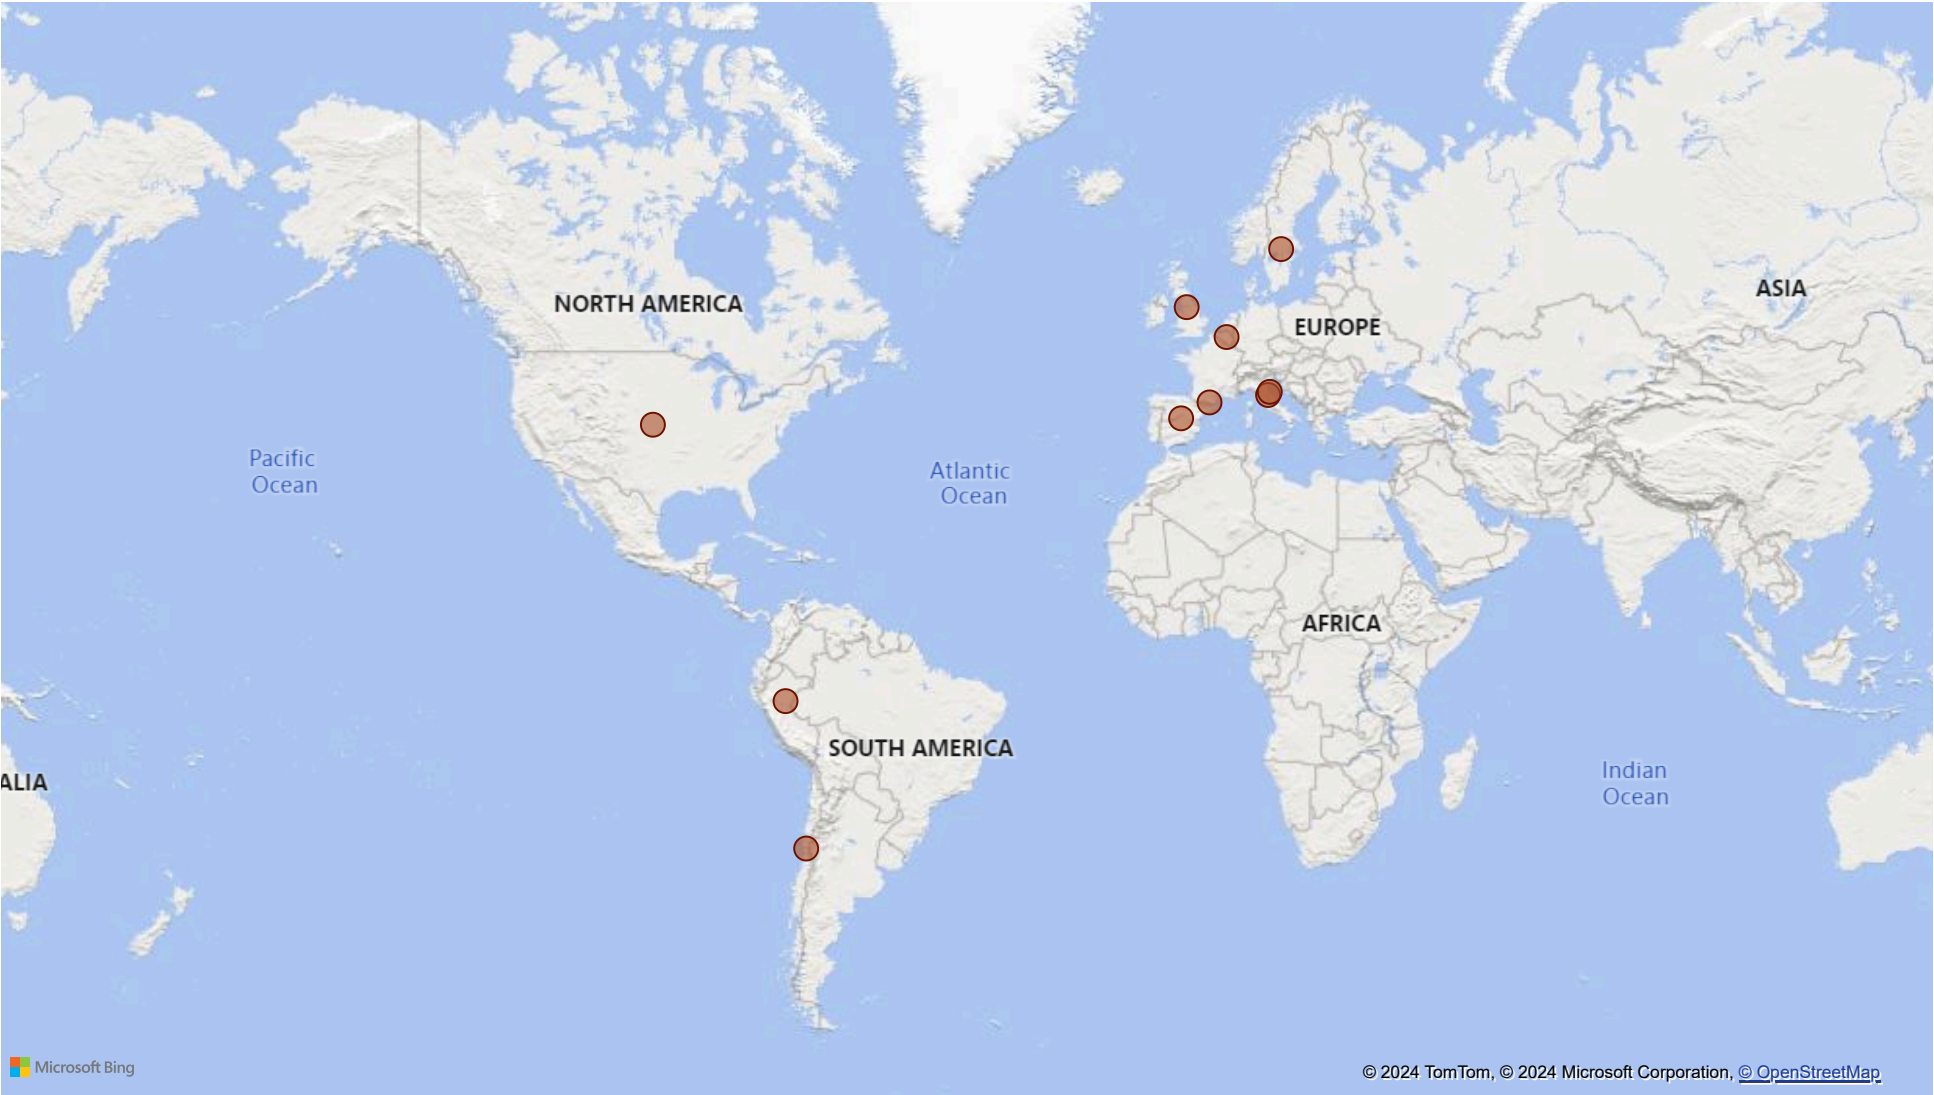 NORTH AMERICA
ASIA
EUROPE
Pacific
Ocean
Atlantic
Ocean
AFRICA
SOUTH AMERICA
ALIA
Indian
Ocean
Microsoft Bing
© 2024 TomTom, © 2024 Microsoft Corporation, © OpenStreetMap